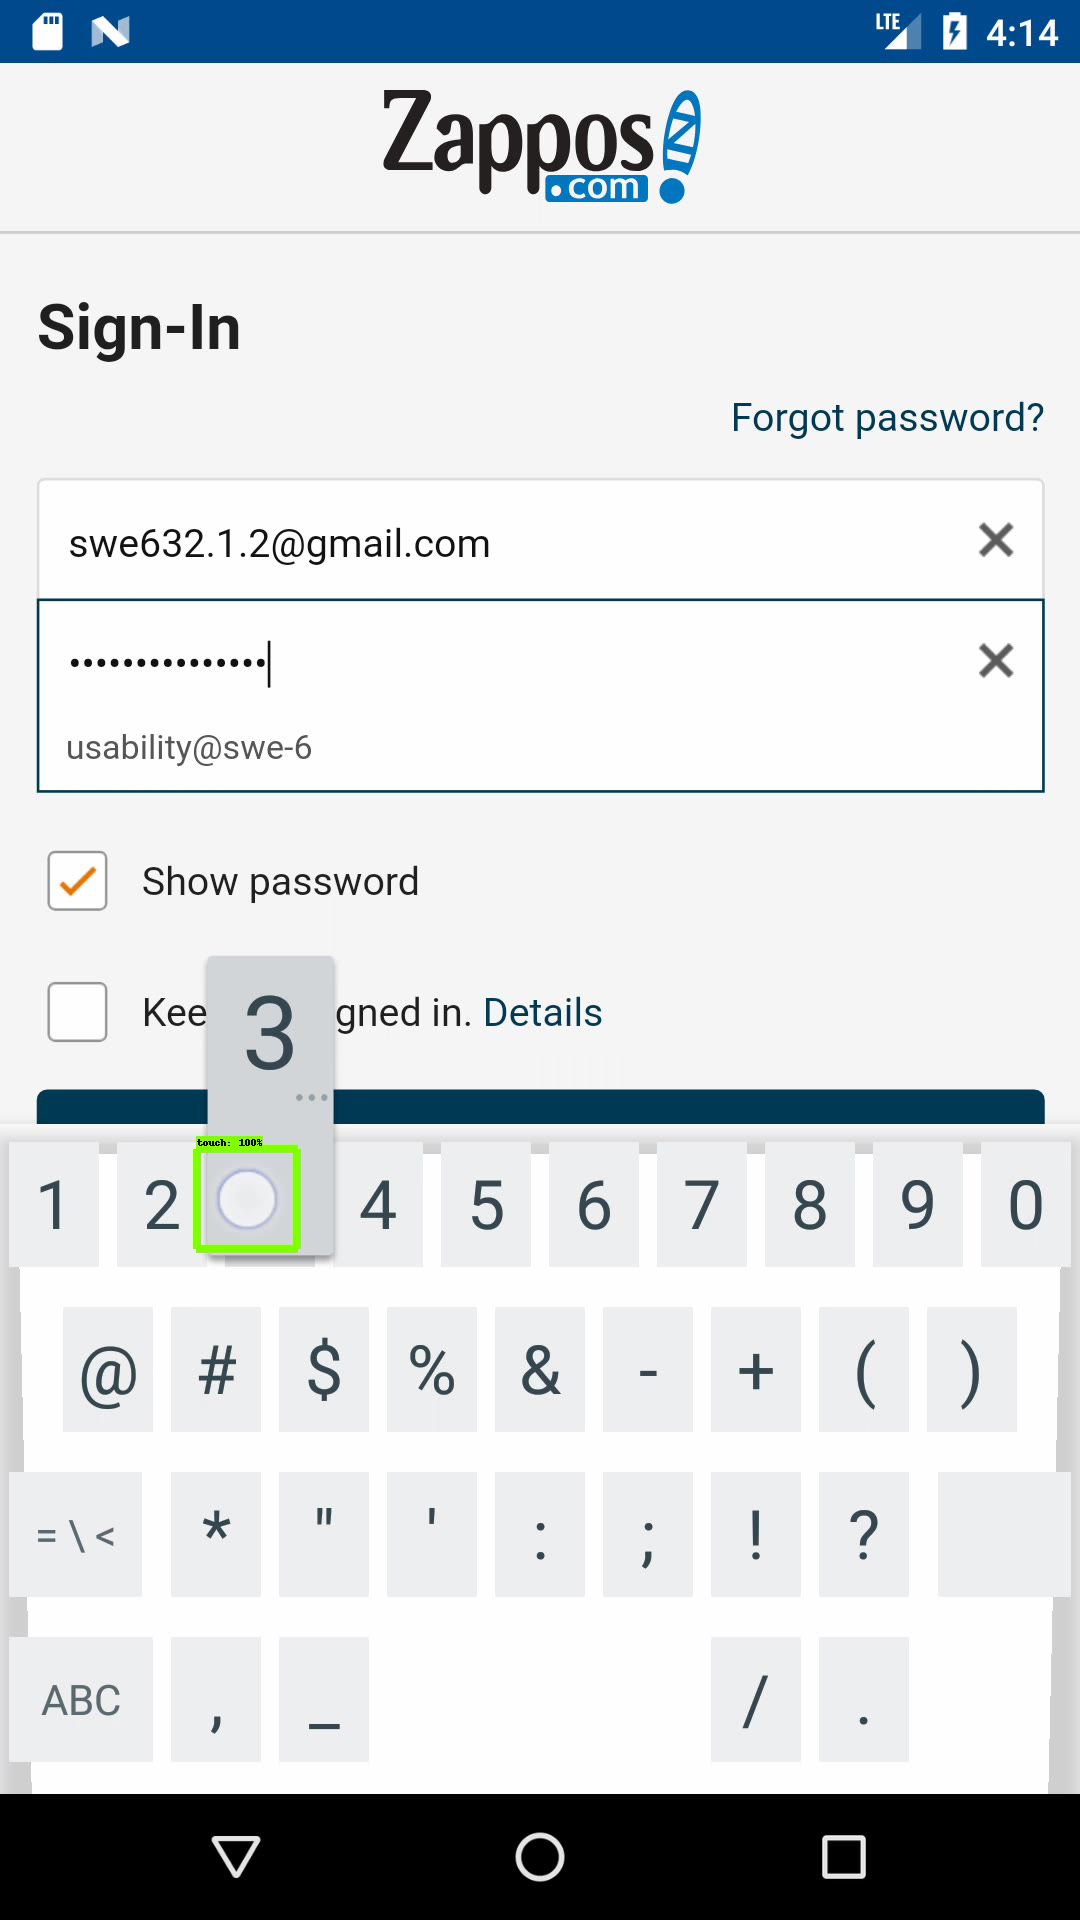 LTE 4:14
Zappos
.com
Sign-In
Forgot password?
swe632.1.2@gmail.com
•••••••••••••••
usability@swe-6
Show password
3
Kee gned in. Details
touch: 100%
1 2 4 5 6 7 8 9 0
@ # $ % & - + ( )
= \ < * " ' : ; ! ?
ABC , _ / .